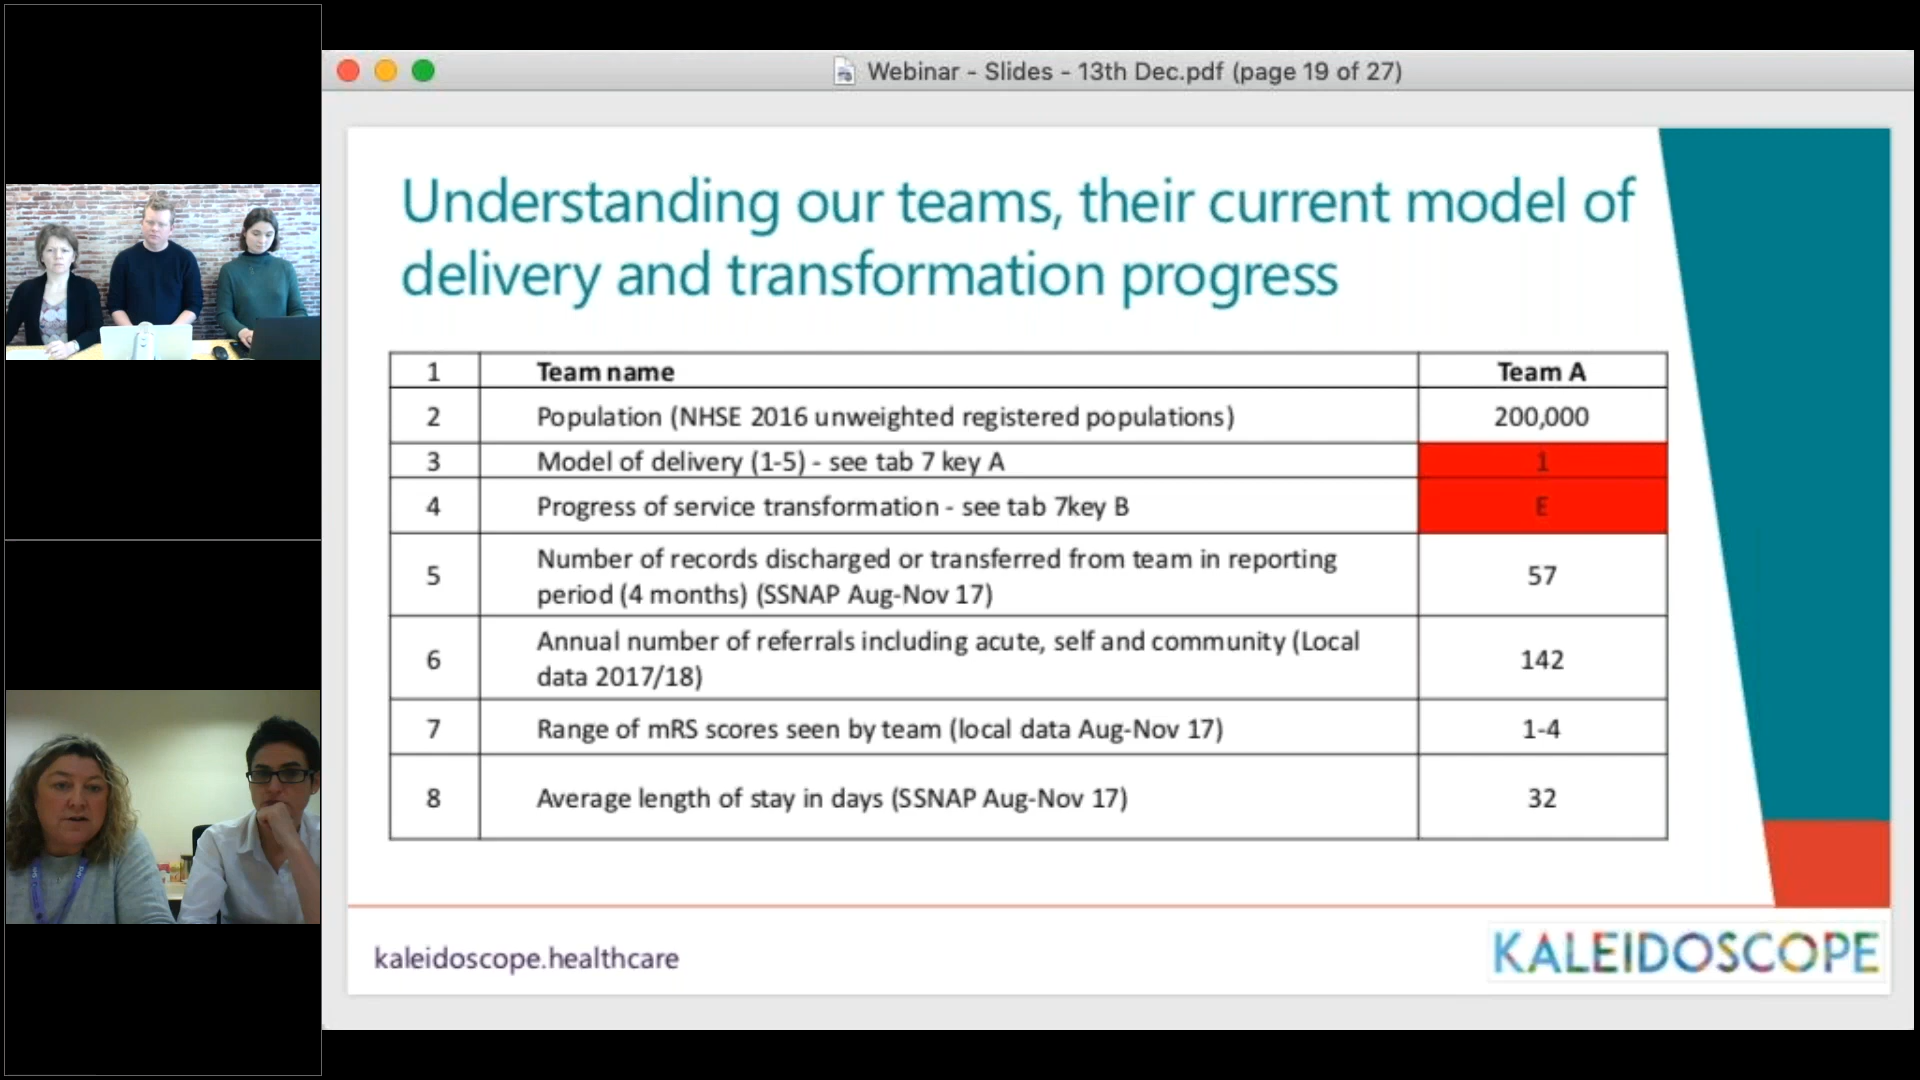 Webinar - Slides - 13th Dec.pdf (page 19 of 27)
Understanding our teams, their current model of
delivery and transformation progress
1 Team name Team A
2 Population (NHSE 2016 unweighted registered populations) 200,000
3 Model of delivery (1-5) - see tab 7 key A 1
4 Progress of service transformation - see tab 7key B E
5 Number of records discharged or transferred from team in reporting
period (4 months) (SSNAP Aug-Nov 17) 57
6 Annual number of referrals including acute, self and community (Local
data 2017/18) 142
7 Range of mRS scores seen by team (local data Aug-Nov 17) 1-4
8 Average length of stay in days (SSNAP Aug-Nov 17) 32
kaleidoscope.healthcare
KALEIDOSCOPE